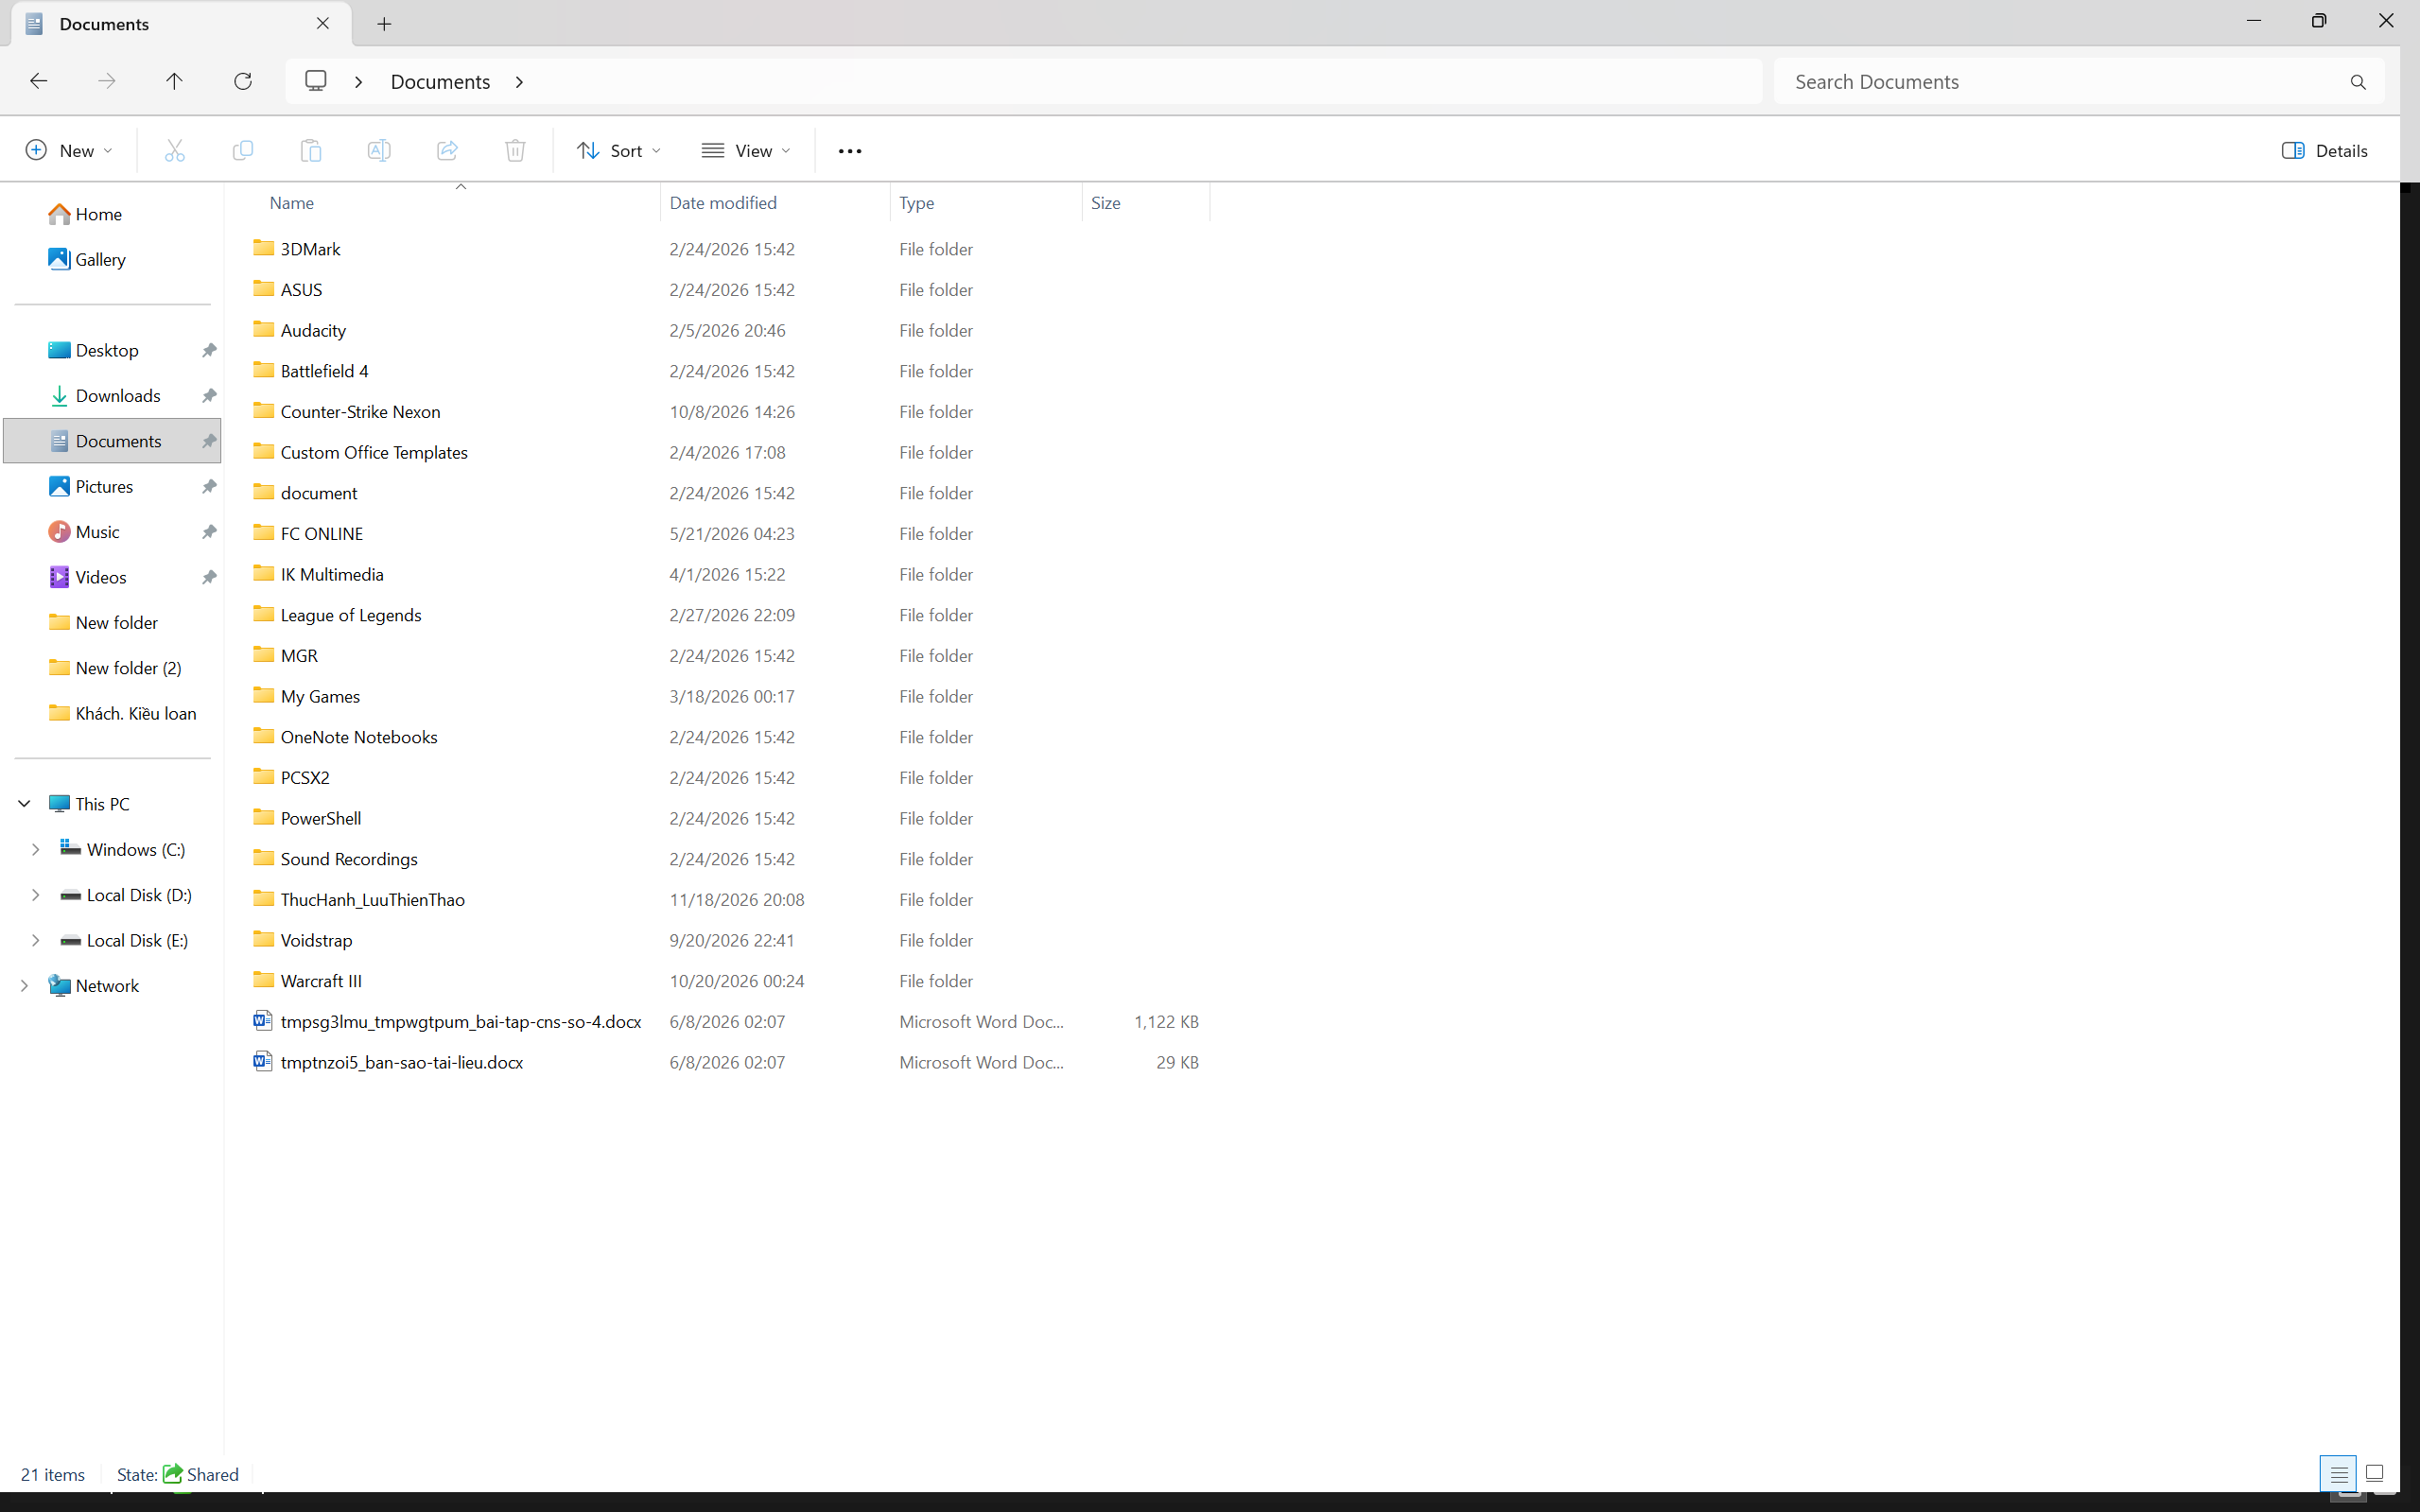 Documents
Documents
Search Documents
New
Sort
View
Details
Name Date modified Type Size
Home
Gallery
Desktop
Downloads
Documents
Pictures
Music
Videos
New folder
New folder (2)
Khách. Kiều loan
This PC
Windows (C:)
Local Disk (D:)
Local Disk (E:)
Network
3DMark 2/24/2026 15:42 File folder
ASUS 2/24/2026 15:42 File folder
Audacity 2/5/2026 20:46 File folder
Battlefield 4 2/24/2026 15:42 File folder
Counter-Strike Nexon 10/8/2026 14:26 File folder
Custom Office Templates 2/4/2026 17:08 File folder
document 2/24/2026 15:42 File folder
FC ONLINE 5/21/2026 04:23 File folder
IK Multimedia 4/1/2026 15:22 File folder
League of Legends 2/27/2026 22:09 File folder
MGR 2/24/2026 15:42 File folder
My Games 3/18/2026 00:17 File folder
OneNote Notebooks 2/24/2026 15:42 File folder
PCSX2 2/24/2026 15:42 File folder
PowerShell 2/24/2026 15:42 File folder
Sound Recordings 2/24/2026 15:42 File folder
ThucHanh_LuuThienThao 11/18/2026 20:08 File folder
Voidstrap 9/20/2026 22:41 File folder
Warcraft III 10/20/2026 00:24 File folder
tmpsg3lmu_tmpwgtpum_bai-tap-cns-so-4.docx 6/8/2026 02:07 Microsoft Word Doc... 1,122 KB
tmptnzoi5_ban-sao-tai-lieu.docx 6/8/2026 02:07 Microsoft Word Doc... 29 KB
21 items State: Shared